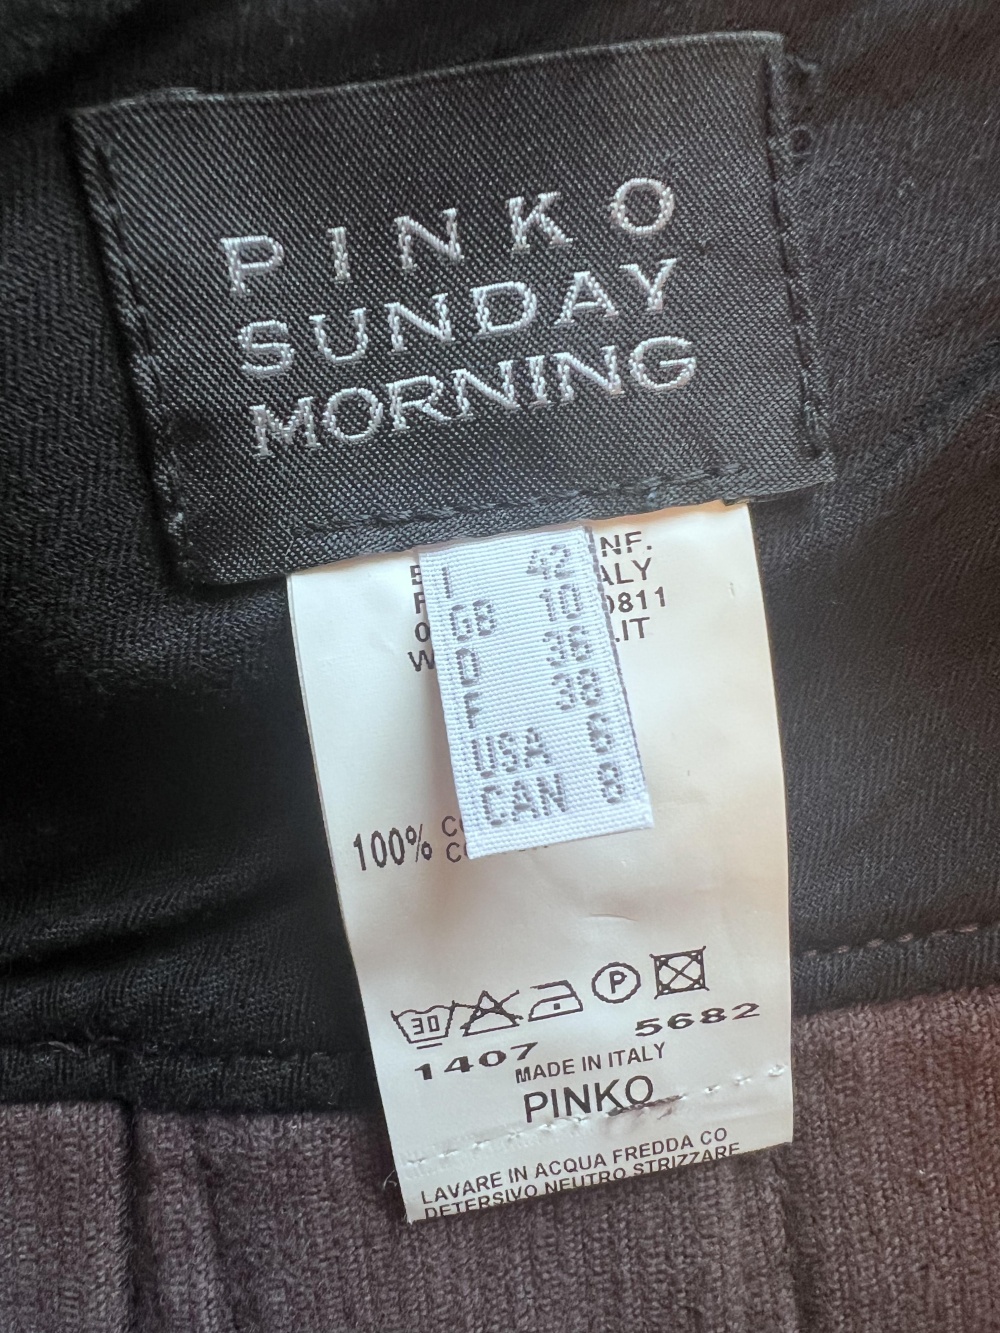 PINKO
SUNDAY
MORNING
I 42
GB 10
D 36
F 38
USA 6
CAN 8
100%
30
P
1407 5682
MADE IN ITALY
PINKO
LAVARE IN ACQUA FREDDA CO
DETERSIVO NEUTRO STRIZZARE